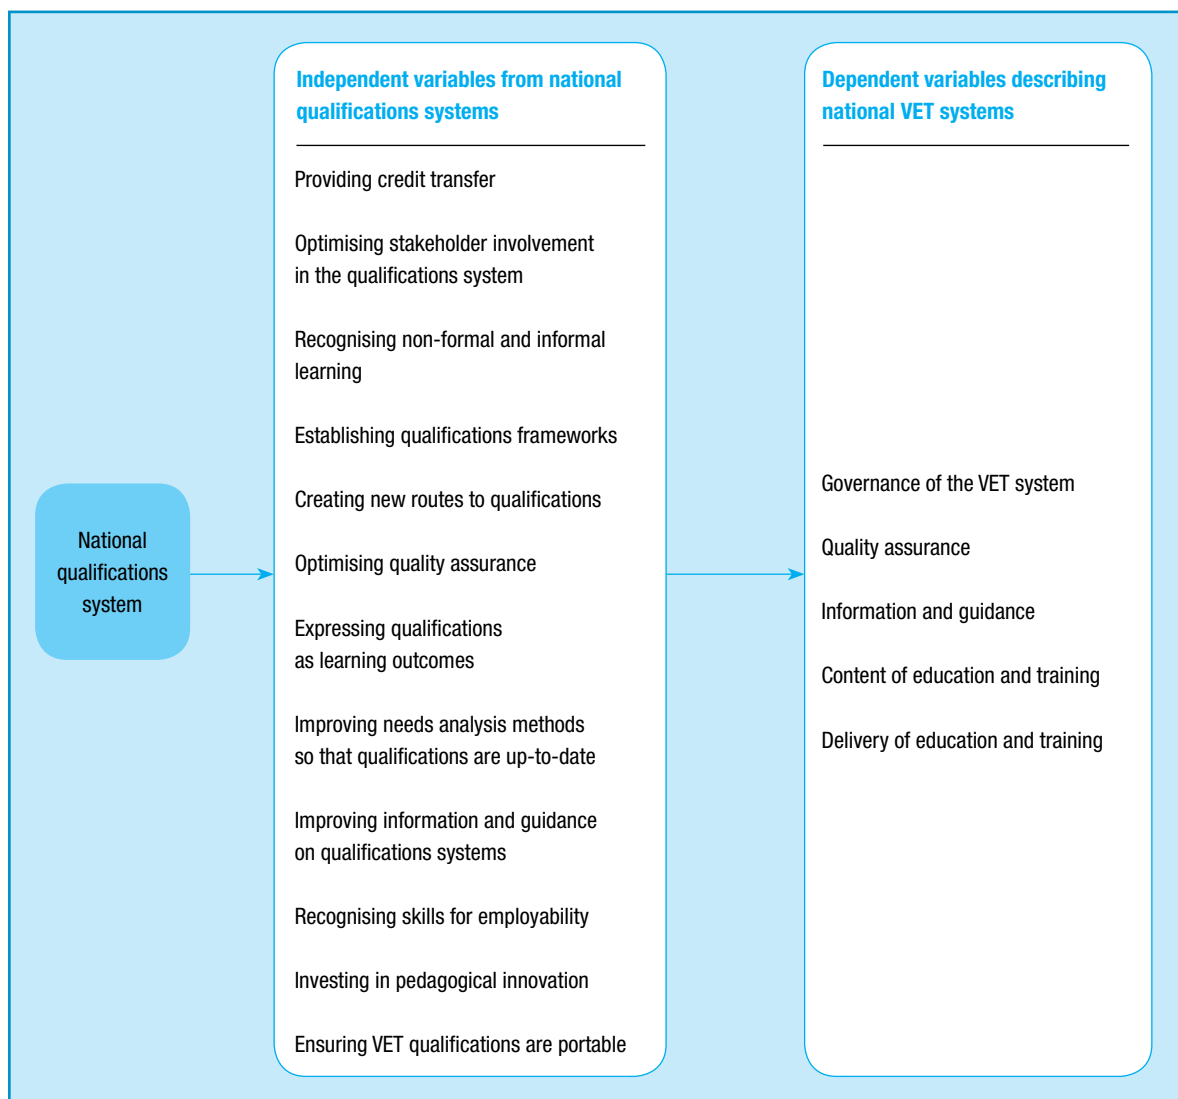 National
qualifications
system
Independent variables from national
qualifications systems
Providing credit transfer
Optimising stakeholder involvement
in the qualifications system
Recognising non-formal and informal
learning
Establishing qualifications frameworks
Creating new routes to qualifications
Optimising quality assurance
Expressing qualifications
as learning outcomes
Improving needs analysis methods
so that qualifications are up-to-date
Improving information and guidance
on qualifications systems
Recognising skills for employability
Investing in pedagogical innovation
Ensuring VET qualifications are portable
Dependent variables describing
national VET systems
Governance of the VET system
Quality assurance
Information and guidance
Content of education and training
Delivery of education and training